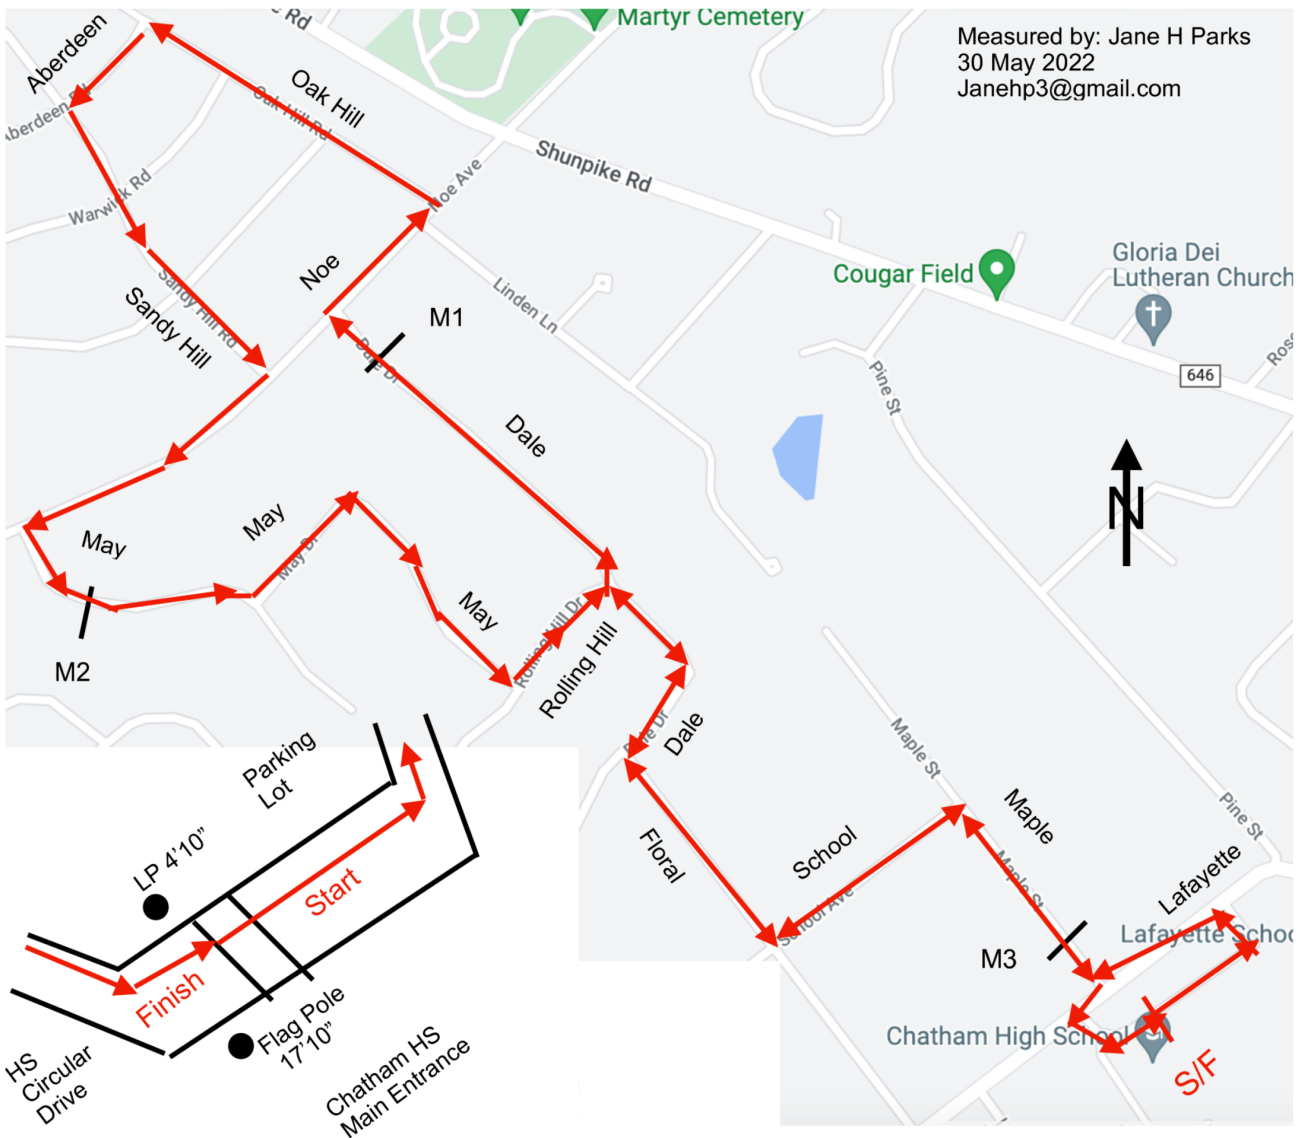 Rd
Martyr Cemetery
Measured by: Jane H Parks
30 May 2022
Janehp3@gmail.com
Aberdeen
Aberdeen Rd
Oak Hill
Oak Hill Rd
Noe Ave
Shunpike Rd
Warwick Rd
Noe
Sandy Hill Rd
Sandy Hill
M1
Dale Dr
Linden Ln
Cougar Field
Gloria Dei
Lutheran Church
646
Pine St
Dale
N
May
May
May Dr
May
M2
Rolling Hill Dr
Rolling Hill
Dale Dr
Dale
Maple St
Pine St
Floral
School
School Ave
Maple
Maple St
Lafayette
Lafayette
M3
Chatham High School
S/F
Parking
Lot
LP 4'10"
Start
Finish
Flag Pole
17'10"
HS
Circular
Drive
Chatham HS
Main Entrance